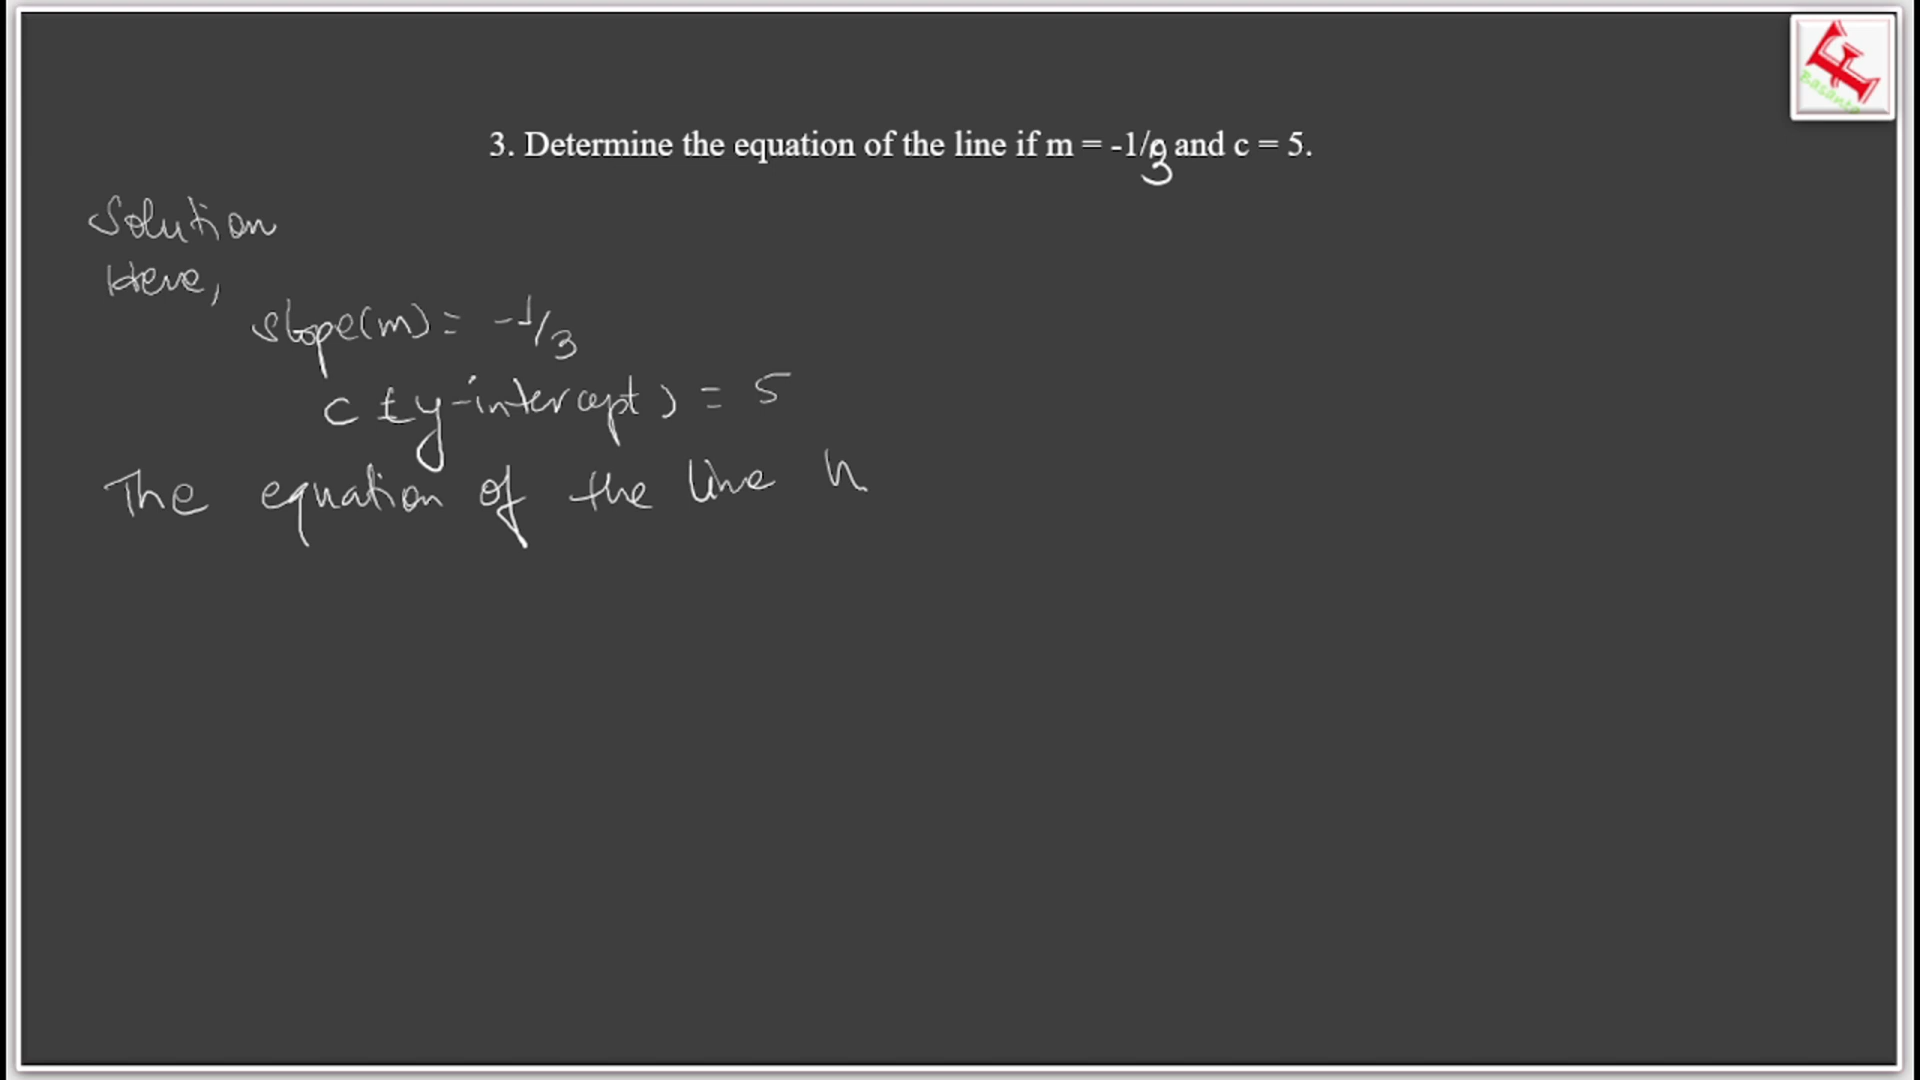 Basanta
3. Determine the equation of the line if m = -1/3 and c = 5.
Solution
Here,
slope(m) = -1/3
c (y-intercept) = 5
The equation of the line